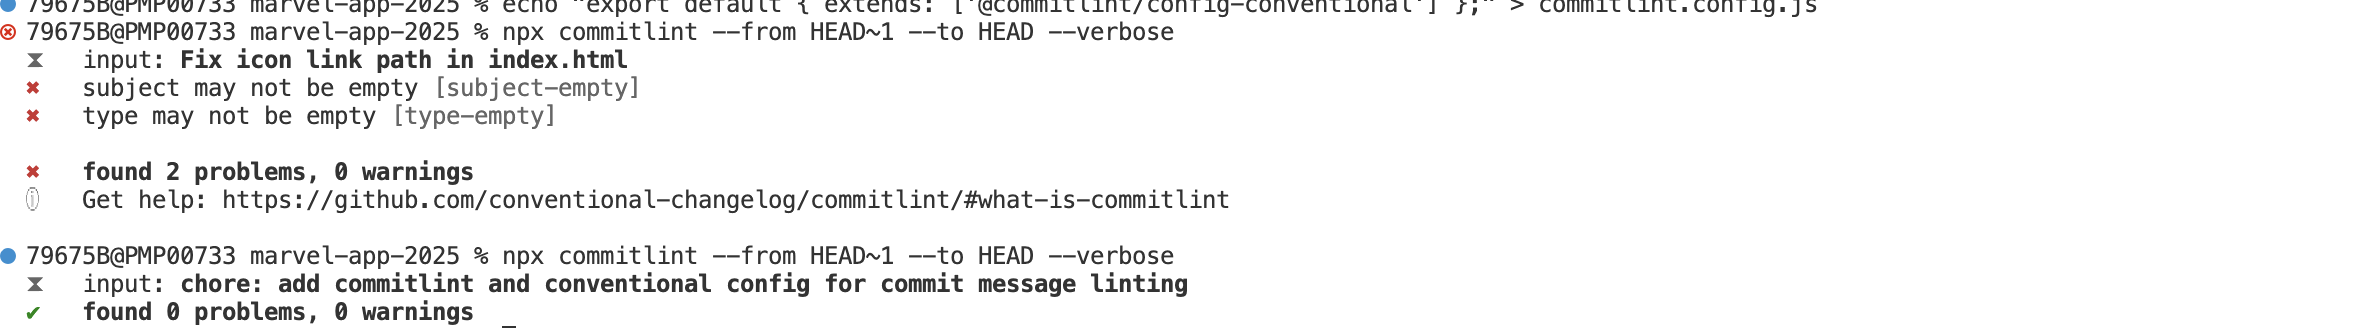 79675B@PMP00733 marvel-app-2025 % echo "export default { extends: ['@commitlint/config-conventional'] };" > commitlint.config.js
79675B@PMP00733 marvel-app-2025 % npx commitlint --from HEAD~1 --to HEAD --verbose
⧗ input: Fix icon link path in index.html
✖ subject may not be empty [subject-empty]
✖ type may not be empty [type-empty]
✖ found 2 problems, 0 warnings
ⓘ Get help: https://github.com/conventional-changelog/commitlint/#what-is-commitlint
79675B@PMP00733 marvel-app-2025 % npx commitlint --from HEAD~1 --to HEAD --verbose
⧗ input: chore: add commitlint and conventional config for commit message linting
✔ found 0 problems, 0 warnings